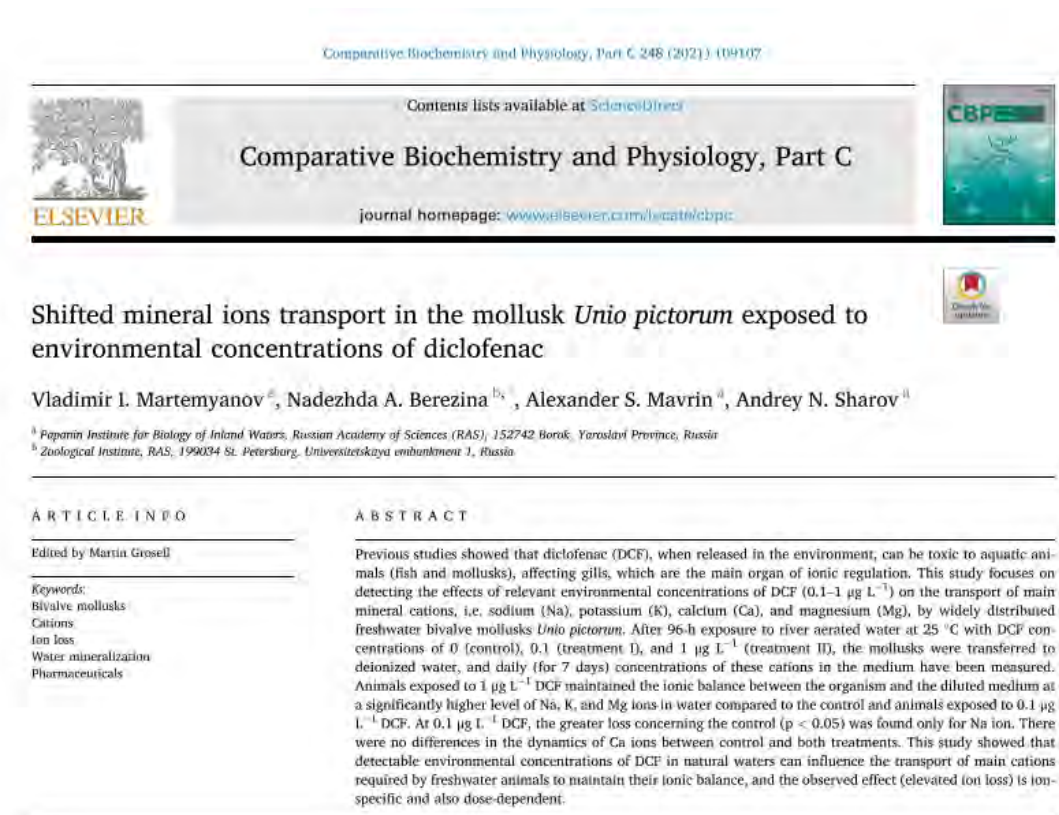 Comparative Biochemistry and Physiology, Part C 248 (2021) 109107
Contents lists available at ScienceDirect
CBP
Comparative Biochemistry and Physiology, Part C
ELSEVIER
journal homepage: www.elsevier.com/locate/cbpc
Check for
updates
Shifted mineral ions transport in the mollusk Unio pictorum exposed to
environmental concentrations of diclofenac
Vladimir I. Martemyanov a, Nadezhda A. Berezina b, Alexander S. Mavrin a, Andrey N. Sharov a
a Papanin Institute for Biology of Inland Waters, Russian Academy of Sciences (RAS), 152742 Borok, Yaroslavl Province, Russia
b Zoological Institute, RAS, 199034 St. Petersburg, Universitetskaya embankment 1, Russia
ARTICLE INFO
Edited by Martin Grosell
Keywords:
Bivalve mollusks
Cations
Ion loss
Water mineralization
Pharmaceuticals
ABSTRACT
Previous studies showed that diclofenac (DCF), when released in the environment, can be toxic to aquatic ani-
mals (fish and mollusks), affecting gills, which are the main organ of ionic regulation. This study focuses on
detecting the effects of relevant environmental concentrations of DCF (0.1–1 μg L⁻¹) on the transport of main
mineral cations, i.e. sodium (Na), potassium (K), calcium (Ca), and magnesium (Mg), by widely distributed
freshwater bivalve mollusks Unio pictorum. After 96-h exposure to river aerated water at 25 °C with DCF con-
centrations of 0 (control), 0.1 (treatment I), and 1 μg L⁻¹ (treatment II), the mollusks were transferred to
deionized water, and daily (for 7 days) concentrations of these cations in the medium have been measured.
Animals exposed to 1 μg L⁻¹ DCF maintained the ionic balance between the organism and the diluted medium at
a significantly higher level of Na, K, and Mg ions in water compared to the control and animals exposed to 0.1 μg
L⁻¹ DCF. At 0.1 μg L⁻¹ DCF, the greater loss concerning the control (p < 0.05) was found only for Na ion. There
were no differences in the dynamics of Ca ions between control and both treatments. This study showed that
detectable environmental concentrations of DCF in natural waters can influence the transport of main cations
required by freshwater animals to maintain their ionic balance, and the observed effect (elevated ion loss) is ion-
specific and also dose-dependent.